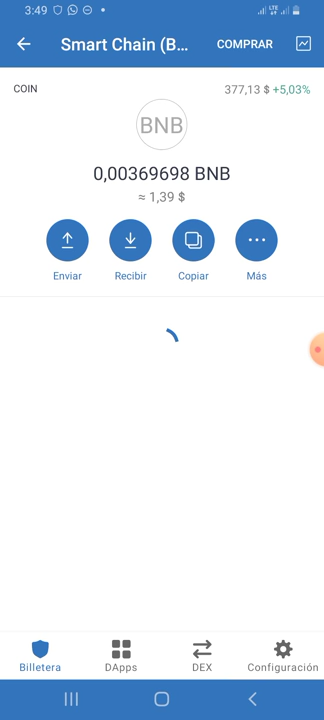 3:49
Smart Chain (B...
COMPRAR
COIN
377,13 $ +5,03%
BNB
0,00369698 BNB
≈ 1,39 $
Enviar
Recibir
Copiar
Más
Billetera
DApps
DEX
Configuración